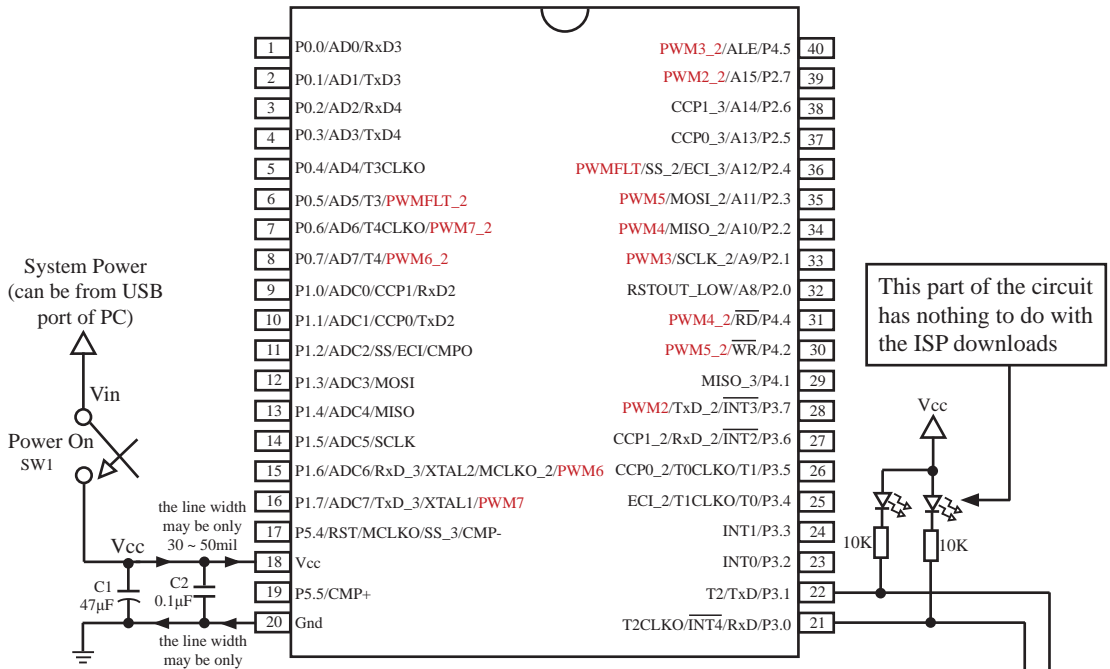 1 P0.0/AD0/RxD3
2 P0.1/AD1/TxD3
3 P0.2/AD2/RxD4
4 P0.3/AD3/TxD4
5 P0.4/AD4/T3CLKO
6 P0.5/AD5/T3/PWMFLT_2
7 P0.6/AD6/T4CLKO/PWM7_2
8 P0.7/AD7/T4/PWM6_2
9 P1.0/ADC0/CCP1/RxD2
10 P1.1/ADC1/CCP0/TxD2
11 P1.2/ADC2/SS/ECI/CMPO
12 P1.3/ADC3/MOSI
13 P1.4/ADC4/MISO
14 P1.5/ADC5/SCLK
15 P1.6/ADC6/RxD_3/XTAL2/MCLKO_2/PWM6
16 P1.7/ADC7/TxD_3/XTAL1/PWM7
17 P5.4/RST/MCLKO/SS_3/CMP-
18 Vcc
19 P5.5/CMP+
20 Gnd
PWM3_2/ALE/P4.5 40
PWM2_2/A15/P2.7 39
CCP1_3/A14/P2.6 38
CCP0_3/A13/P2.5 37
PWMFLT/SS_2/ECI_3/A12/P2.4 36
PWM5/MOSI_2/A11/P2.3 35
PWM4/MISO_2/A10/P2.2 34
PWM3/SCLK_2/A9/P2.1 33
RSTOUT_LOW/A8/P2.0 32
PWM4_2/RD/P4.4 31
PWM5_2/WR/P4.2 30
MISO_3/P4.1 29
PWM2/TxD_2/INT3/P3.7 28
CCP1_2/RxD_2/INT2/P3.6 27
CCP0_2/T0CLKO/T1/P3.5 26
ECI_2/T1CLKO/T0/P3.4 25
INT1/P3.3 24
INT0/P3.2 23
T2/TxD/P3.1 22
T2CLKO/INT4/RxD/P3.0 21
System Power
(can be from USB
port of PC)
Vin
Power On
SW1
the line width
may be only
30 ~ 50mil
Vcc
C1
47μF
C2
0.1μF
the line width
may be only
This part of the circuit
has nothing to do with
the ISP downloads
Vcc
10K
10K